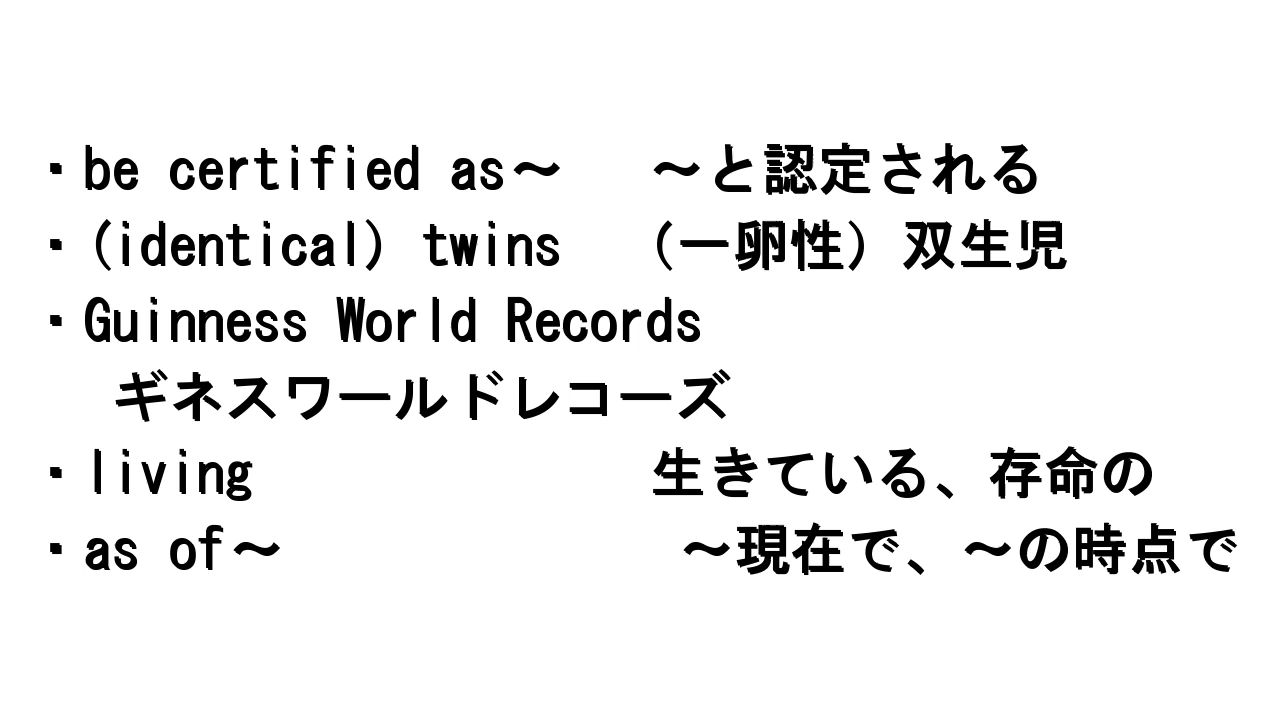 ・be certified as～　～と認定される
・(identical) twins　（一卵性）双生児
・Guinness World Records
ギネスワールドレコーズ
・living　生きている、存命の
・as of～　～現在で、～の時点で